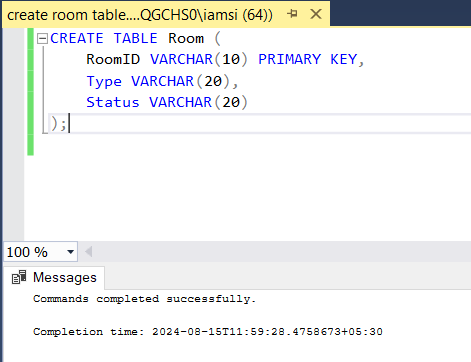 create room table....QGCHS0\iamsi (64))
CREATE TABLE Room (
RoomID VARCHAR(10) PRIMARY KEY,
Type VARCHAR(20),
Status VARCHAR(20)
);
100 %
Messages
Commands completed successfully.
Completion time: 2024-08-15T11:59:28.4758673+05:30